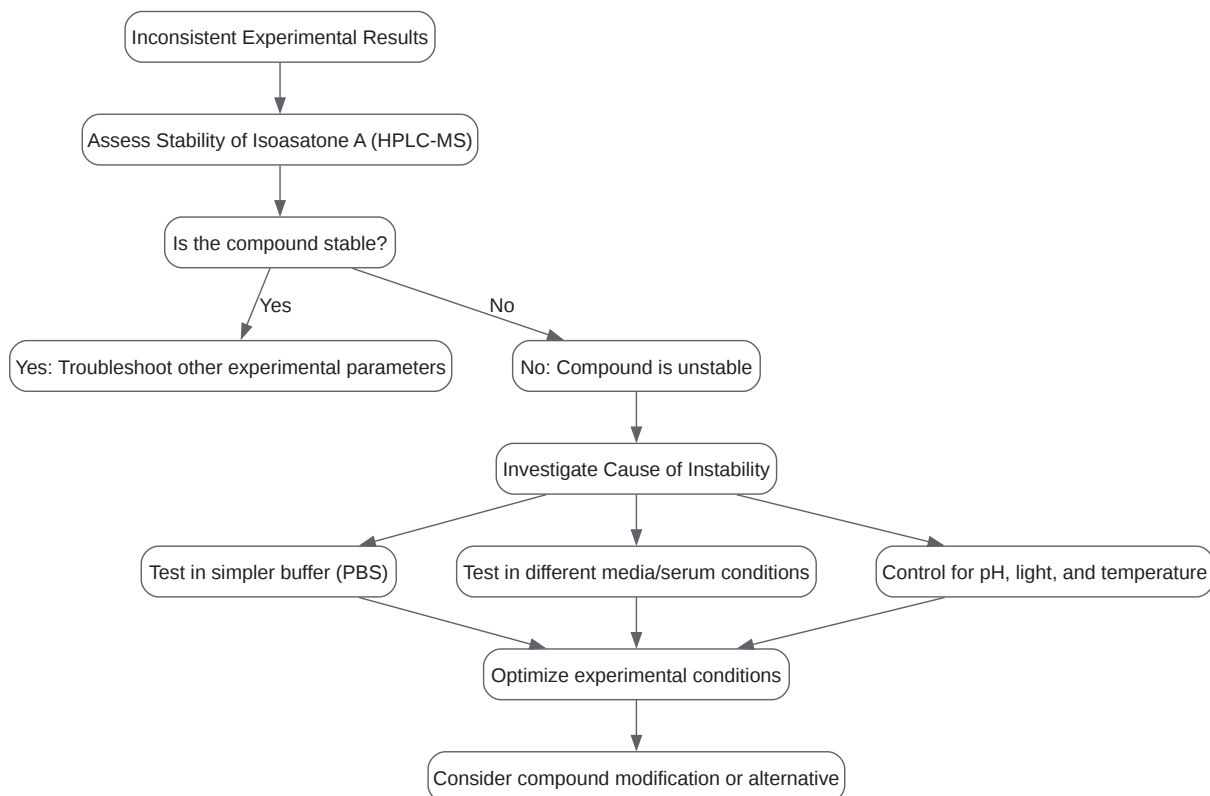 Inconsistent Experimental Results
Assess Stability of Isoasatone A (HPLC-MS)
Is the compound stable?
Yes
No
Yes: Troubleshoot other experimental parameters
No: Compound is unstable
Investigate Cause of Instability
Test in simpler buffer (PBS)
Test in different media/serum conditions
Control for pH, light, and temperature
Optimize experimental conditions
Consider compound modification or alternative